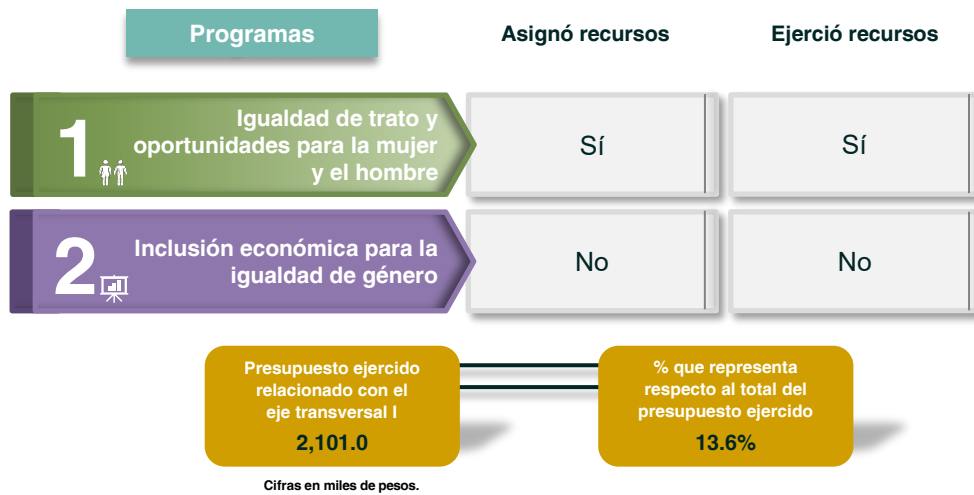 Programas
Asignó recursos
Ejerció recursos
1
Igualdad de trato y
oportunidades para la mujer
y el hombre
Sí
Sí
2
Inclusión económica para la
igualdad de género
No
No
Presupuesto ejercido
relacionado con el
eje transversal I
2,101.0
% que representa
respecto al total del
presupuesto ejercido
13.6%
Cifras en miles de pesos.